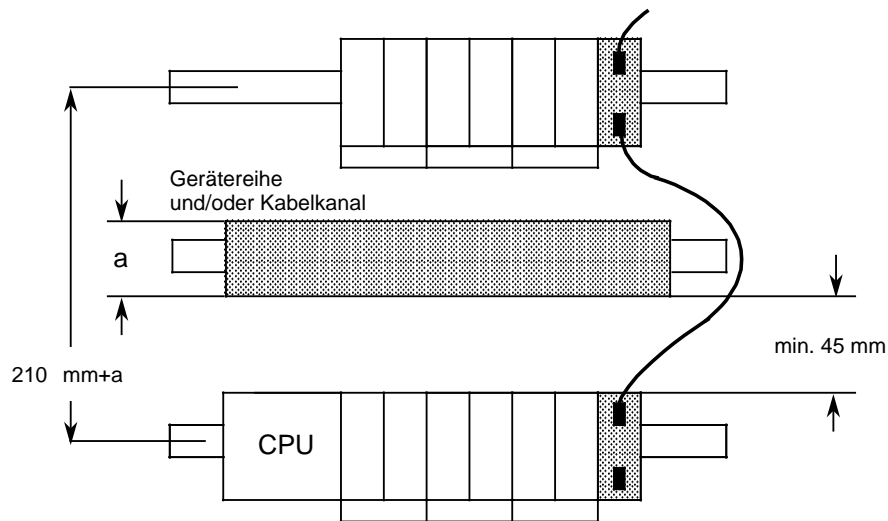 Gerätereihe
und/oder Kabelkanal
a
min. 45 mm
210 mm+a
CPU